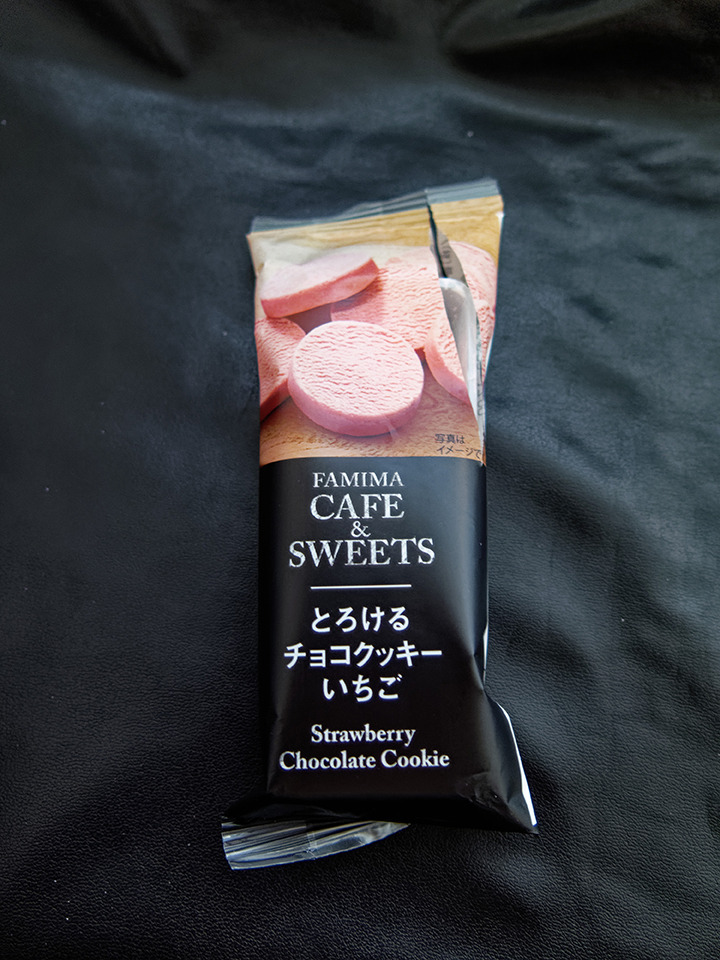 写真は
イメージで
FAMIMA
CAFE
&
SWEETS
とろける
チョコクッキー
いちご
Strawberry
Chocolate Cookie